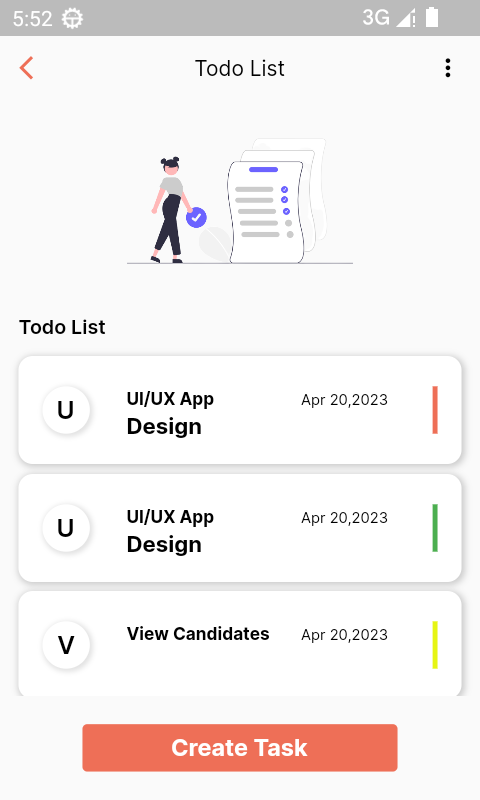 5:52 3G
Todo List
Todo List
UI/UX App Apr 20,2023
U Design
UI/UX App Apr 20,2023
U Design
View Candidates Apr 20,2023
V
Create Task